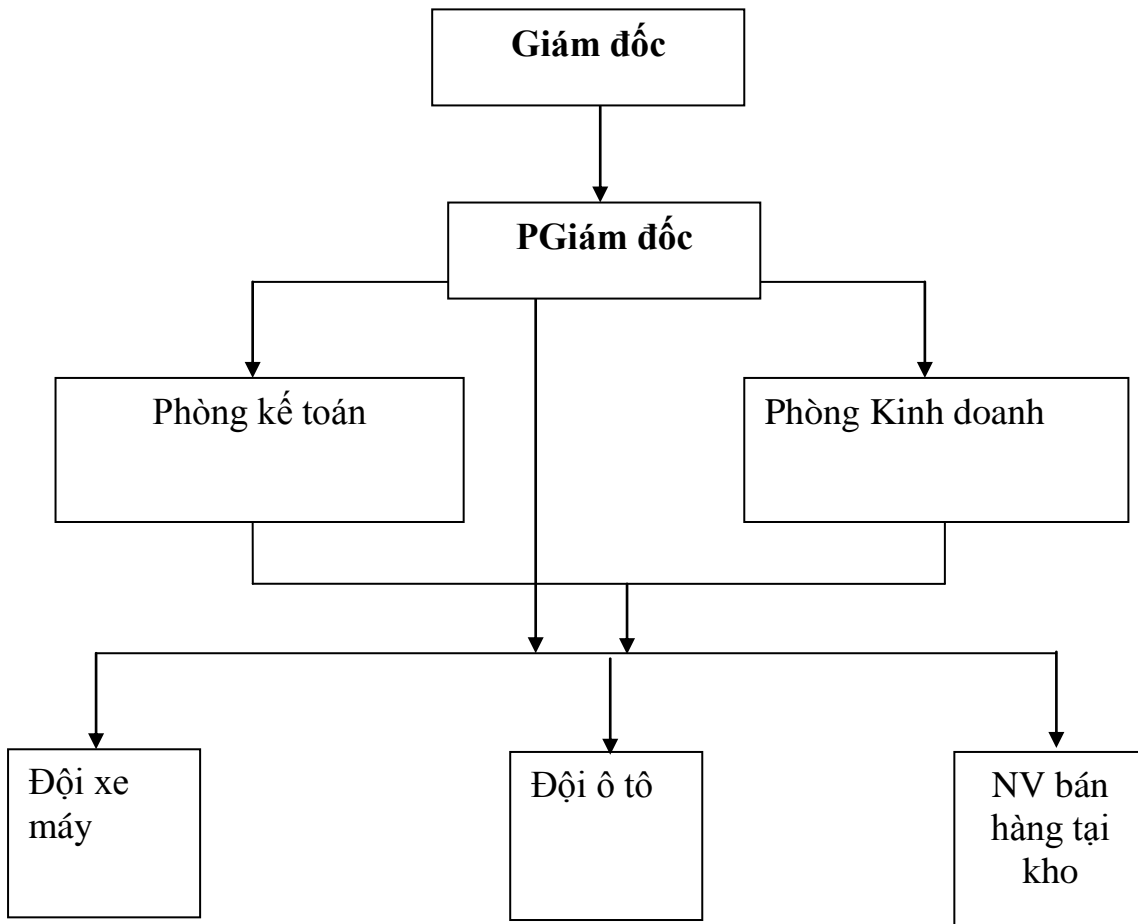 Giám đốc
PGiám đốc
Phòng kế toán
Phòng Kinh doanh
Đội xe
máy
Đội ô tô
NV bán
hàng tại
kho